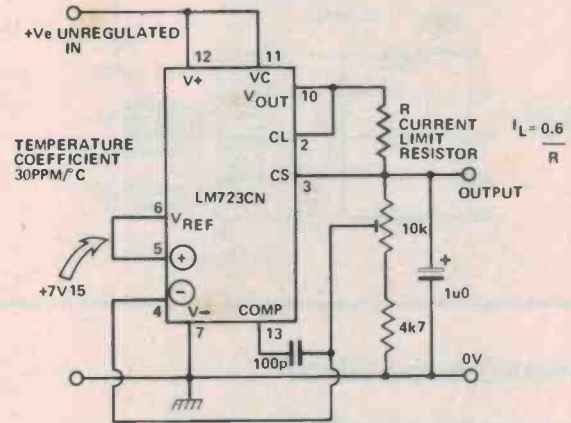 +Ve UNREGULATED
IN
12
11
V+
VC
VOUT
10
CL
2
CS
3
R
CURRENT
LIMIT
RESISTOR
IL = 0.6
R
TEMPERATURE
COEFFICIENT
30PPM/°C
LM723CN
OUTPUT
6
VREF
5
+
+7V15
−
4
V−
COMP
7
13
100p
10k
+
1u0
4k7
0V